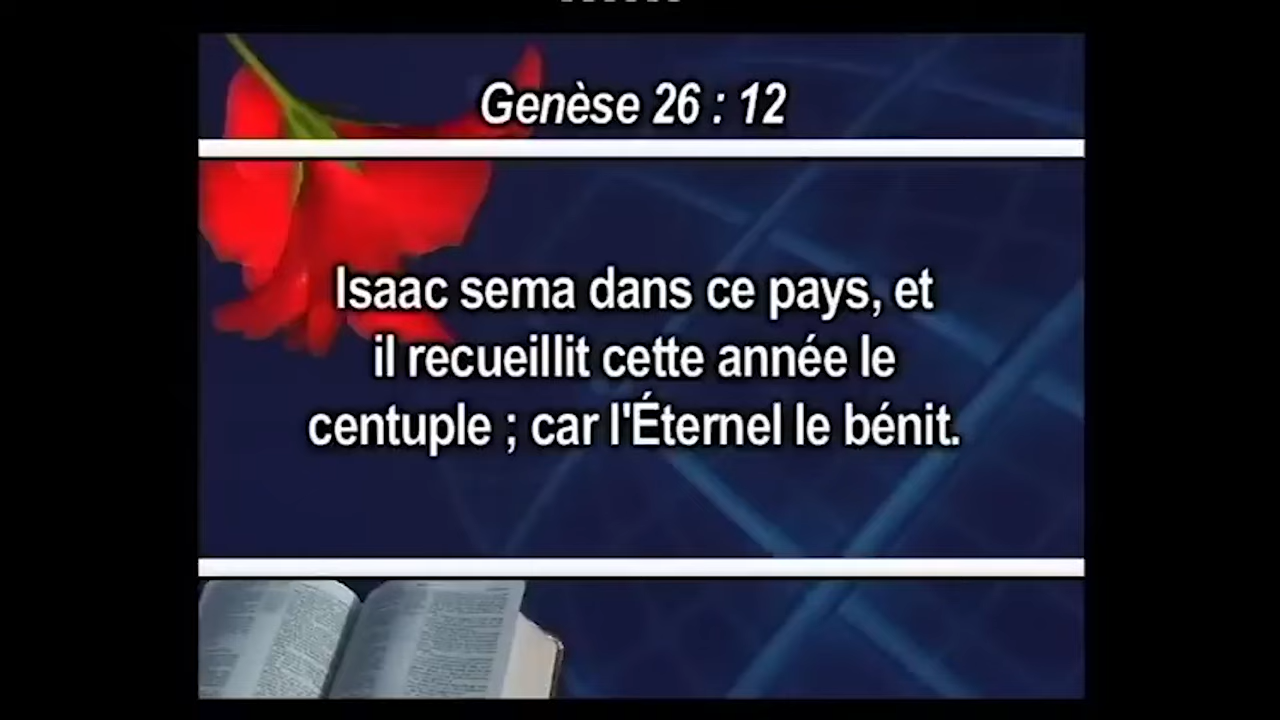 Genèse 26 : 12
Isaac sema dans ce pays, et
il recueillit cette année le
centuple ; car l'Éternel le bénit.